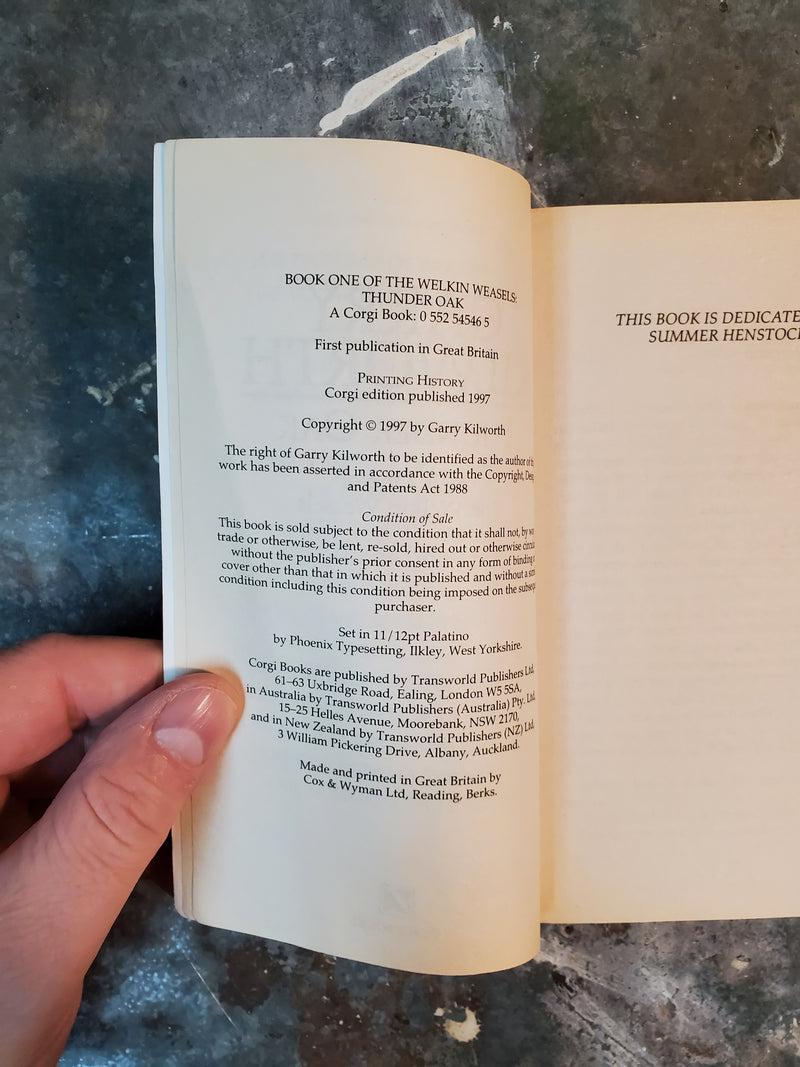 BOOK ONE OF THE WELKIN WEASELS:
THUNDER OAK
A Corgi Book: 0 552 54546 5
First publication in Great Britain
PRINTING HISTORY
Corgi edition published 1997
Copyright © 1997 by Garry Kilworth
The right of Garry Kilworth to be identified as the author of
work has been asserted in accordance with the Copyright,
and Patents Act 1988
Condition of Sale
This book is sold subject to the condition that it shall not, by
trade or otherwise, be lent, re-sold, hired out or otherwise
without the publisher's prior consent in any form of binding
cover other than that in which it is published and without a
condition including this condition being imposed on the
purchaser.
Set in 11/12pt Palatino
by Phoenix Typesetting, Ilkley, West Yorkshire.
Corgi Books are published by Transworld Publishers Ltd,
61–63 Uxbridge Road, Ealing, London W5 5SA,
in Australia by Transworld Publishers (Australia) Pty. Ltd,
15–25 Helles Avenue, Moorebank, NSW 2170,
and in New Zealand by Transworld Publishers (NZ) Ltd,
3 William Pickering Drive, Albany, Auckland.
Made and printed in Great Britain by
Cox & Wyman Ltd, Reading, Berks.
THIS BOOK IS DEDICATE
SUMMER HENSTOC